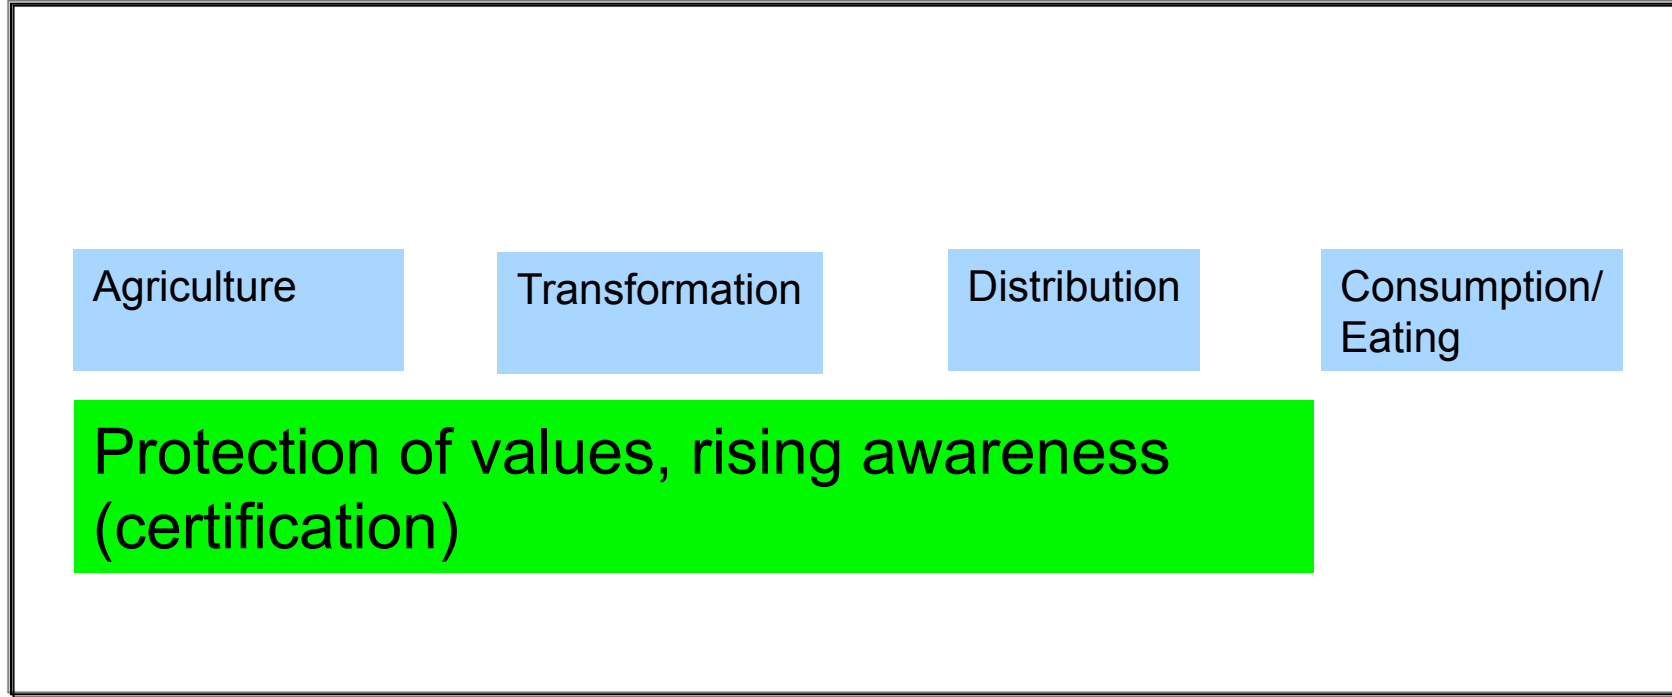 Agriculture
Transformation
Distribution
Consumption/
Eating
Protection of values, rising awareness
(certification)